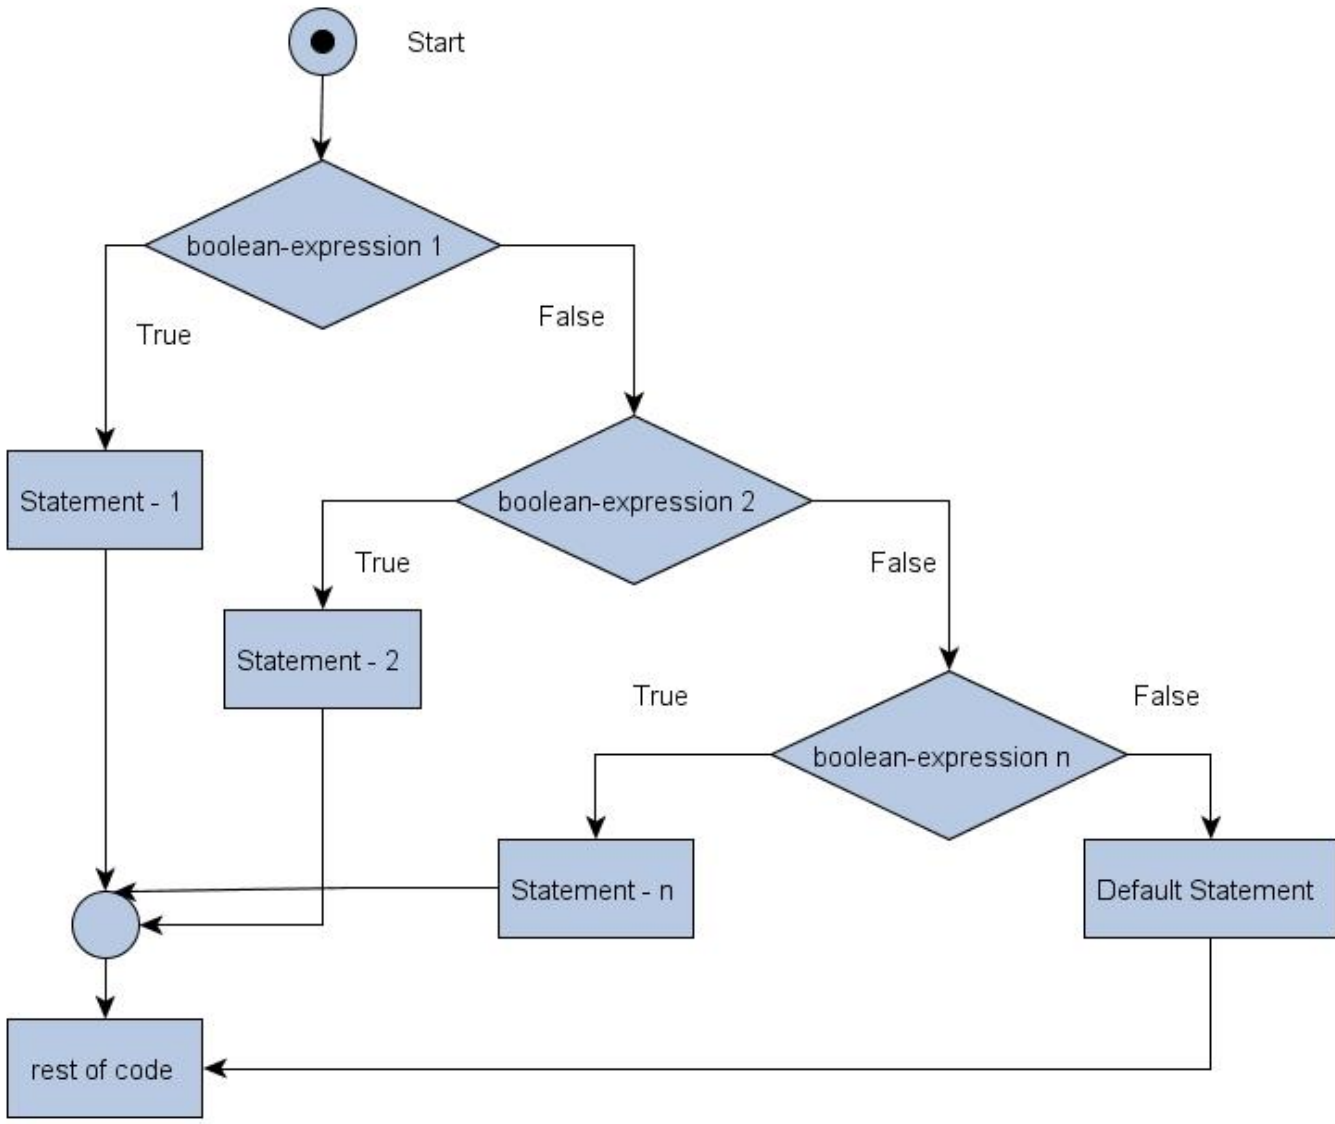 Start
boolean-expression 1
True
False
Statement - 1
boolean-expression 2
True
False
Statement - 2
True
False
boolean-expression n
Statement - n
Default Statement
rest of code